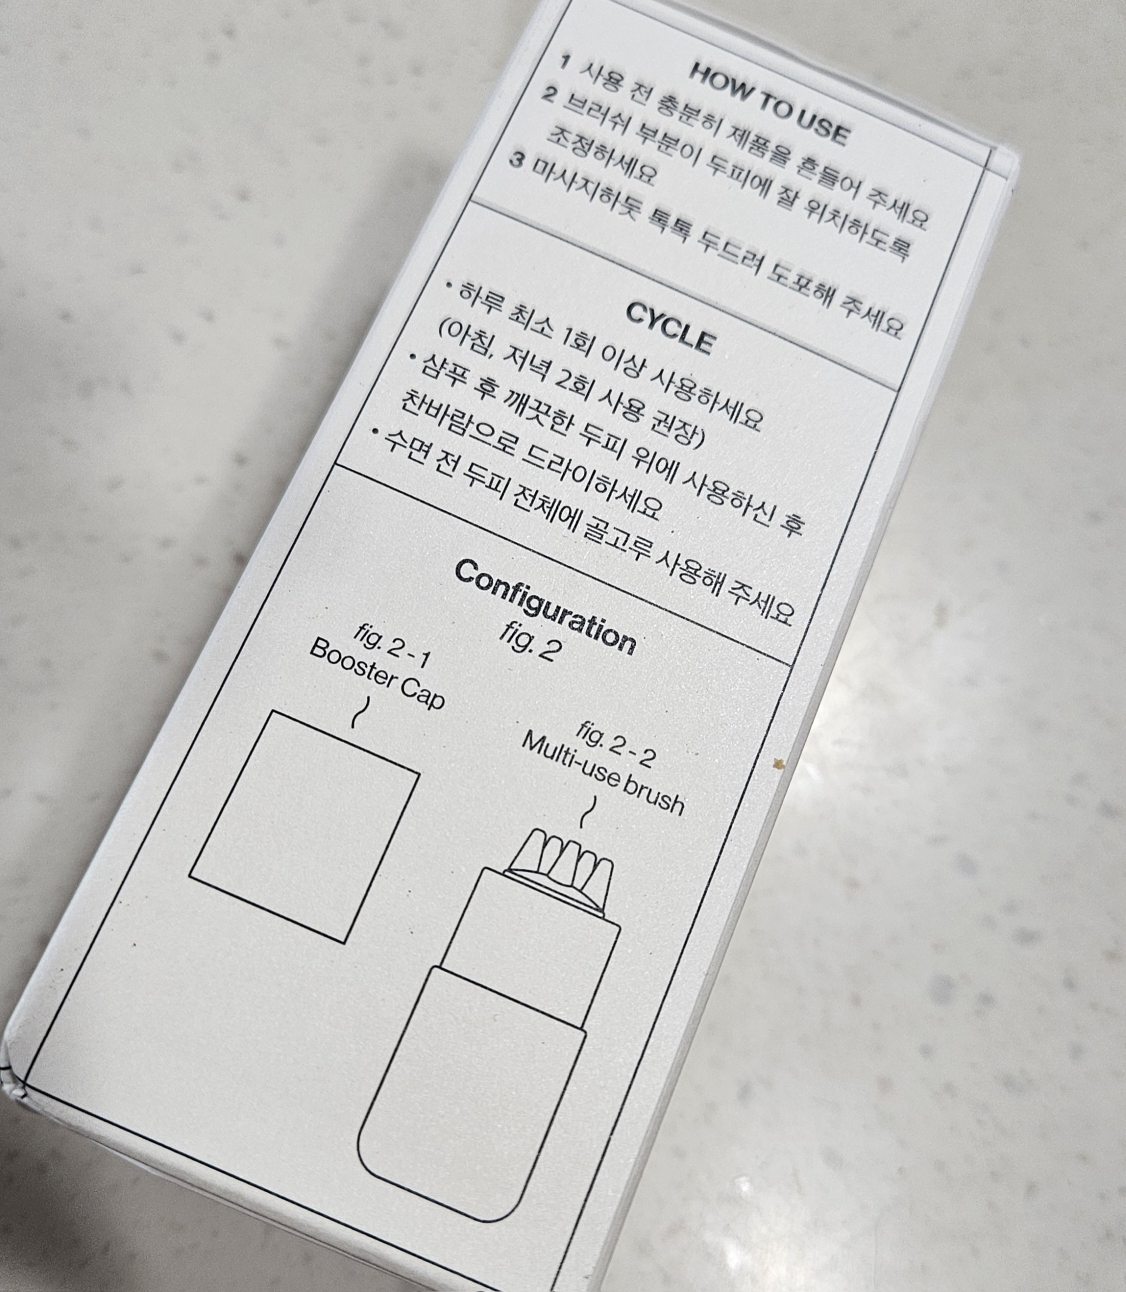 HOW TO USE
1 사용 전 충분히 제품을 흔들어 주세요
2 브러쉬 부분이 두피에 잘 위치하도록
조정하세요
3 마사지하듯 톡톡 두드려 도포해 주세요
CYCLE
• 하루 최소 1회 이상 사용하세요
(아침, 저녁 2회 사용 권장)
• 샴푸 후 깨끗한 두피 위에 사용하신 후
찬바람으로 드라이하세요
• 수면 전 두피 전체에 골고루 사용해 주세요
Configuration
fig. 2
fig. 2 - 1
Booster Cap
fig. 2 - 2
Multi-use brush